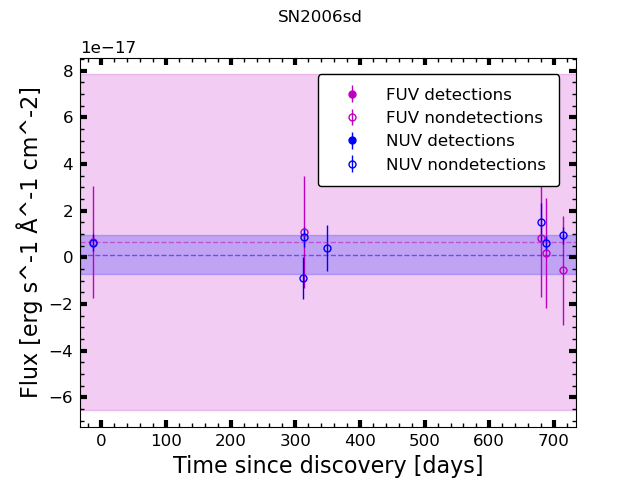 SN2006sd
1e−17
8
6
4
2
0
−2
−4
−6
Flux [erg s^-1 Å^-1 cm^-2]
FUV detections
FUV nondetections
NUV detections
NUV nondetections
0 100 200 300 400 500 600 700
Time since discovery [days]